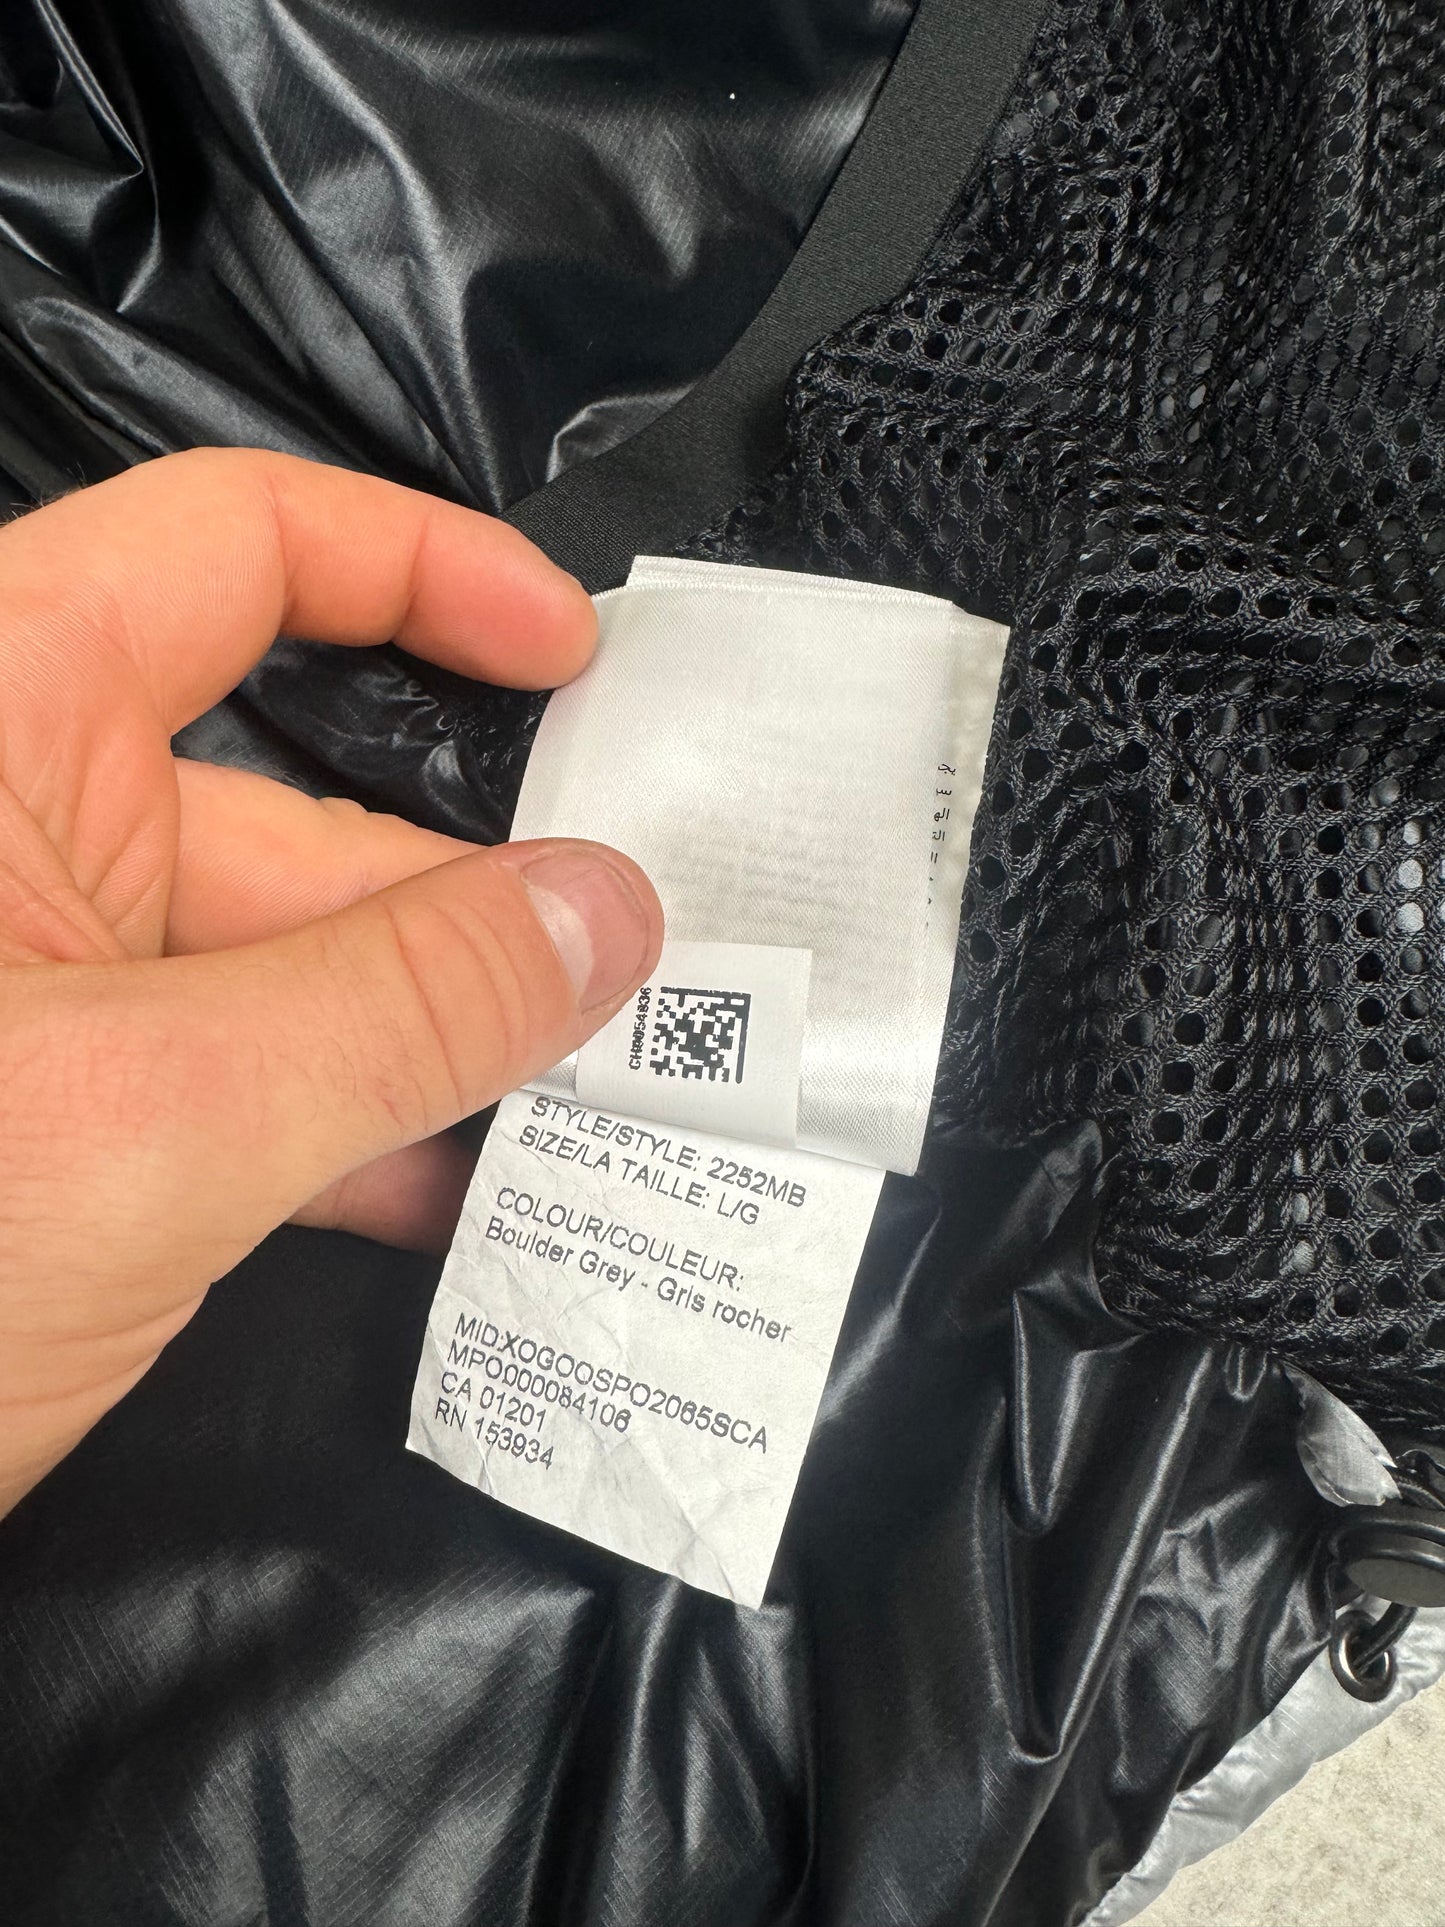 CH0054836
STYLE/STYLE: 2252MB
SIZE/LA TAILLE: L/G
COLOUR/COULEUR:
Boulder Grey - Gris rocher
MID:XOGOOSPO2065SCA
MPO000084106
CA 01201
RN 153934